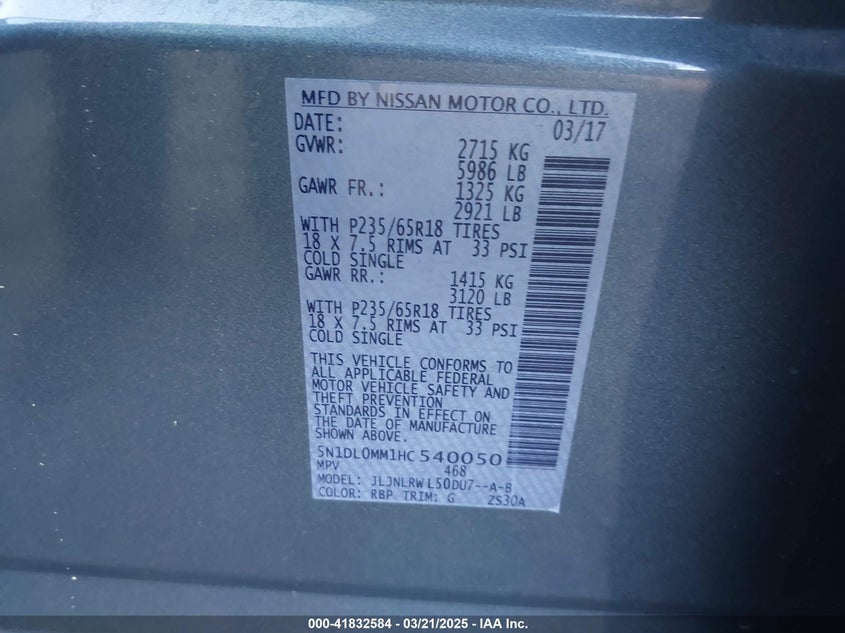 MFD BY NISSAN MOTOR CO., LTD.
DATE: 03/17
GVWR: 2715 KG
5986 LB
GAWR FR.: 1325 KG
2921 LB
WITH P235/65R18 TIRES
18 X 7.5 RIMS AT 33 PSI
COLD SINGLE
GAWR RR.: 1415 KG
3120 LB
WITH P235/65R18 TIRES
18 X 7.5 RIMS AT 33 PSI
COLD SINGLE
THIS VEHICLE CONFORMS TO
ALL APPLICABLE FEDERAL
MOTOR VEHICLE SAFETY AND
THEFT PREVENTION
STANDARDS IN EFFECT ON
THE DATE OF MANUFACTURE
SHOWN ABOVE.
5N1DL0MM1HC540050
MPV 468
MODEL: JLJNLRWL50DU7--A-B
COLOR: RBP TRIM: G ZS30A
000-41832584 - 03/21/2025 - IAA Inc.